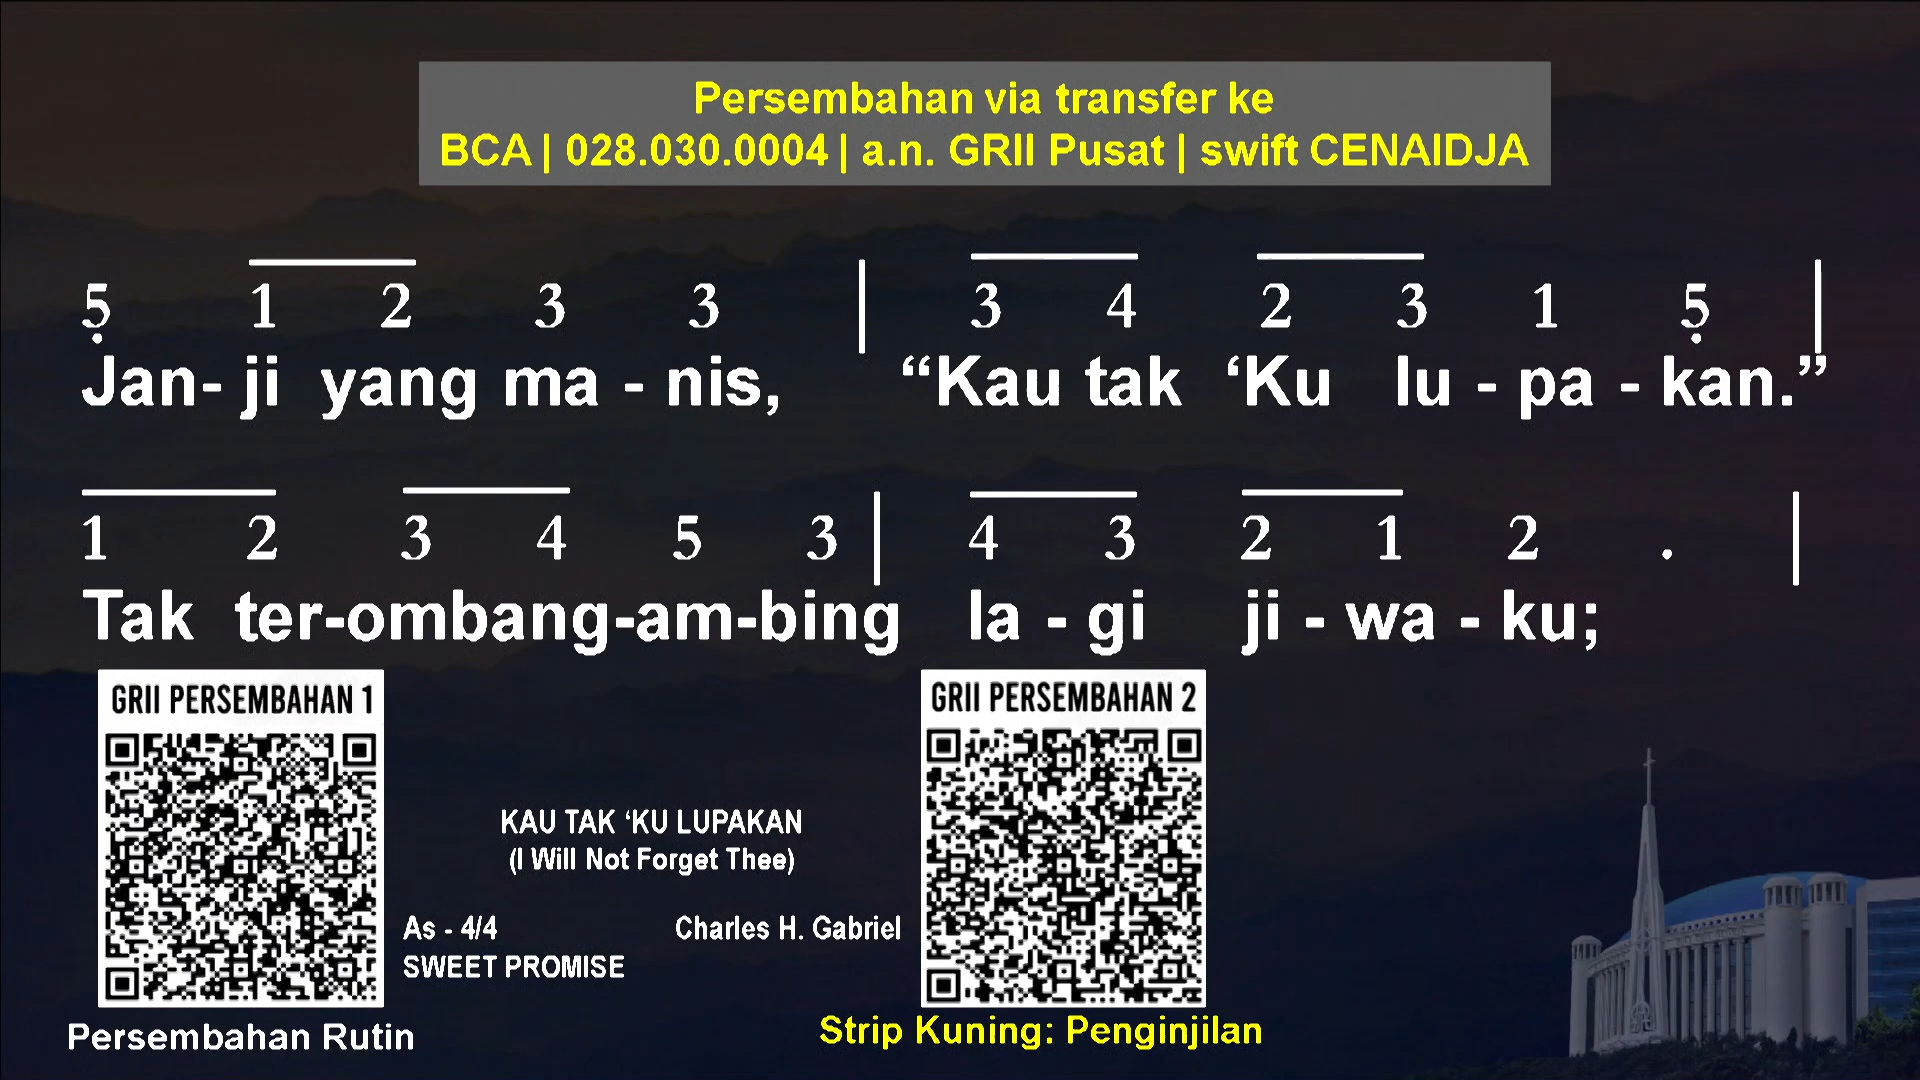 Persembahan via transfer ke
BCA | 028.030.0004 | a.n. GRII Pusat | swift CENAIDJA
5̣ 1 2 3 3 | 3 4 2 3 1 5̣ |
Jan- ji yang ma - nis, “Kau tak ‘Ku lu - pa - kan.”
1 2 3 4 5 3 | 4 3 2 1 2 . |
Tak ter-ombang-am-bing la - gi ji - wa - ku;
GRII PERSEMBAHAN 1
GRII PERSEMBAHAN 2
KAU TAK ‘KU LUPAKAN
(I Will Not Forget Thee)
As - 4/4 Charles H. Gabriel
SWEET PROMISE
Persembahan Rutin
Strip Kuning: Penginjilan